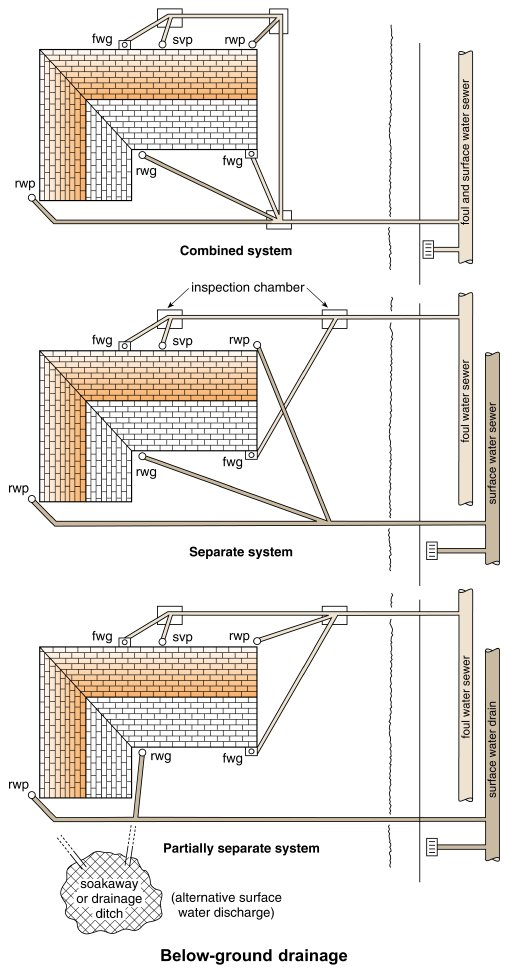 fwg
svp
rwp
rwg
fwg
rwp
foul and surface water sewer
Combined system
inspection chamber
fwg
svp
rwp
rwg
fwg
rwp
foul water sewer
surface water sewer
Separate system
fwg
svp
rwp
rwg
fwg
rwp
foul water sewer
surface water drain
Partially separate system
soakaway
or drainage
ditch
(alternative surface
water discharge)
Below-ground drainage